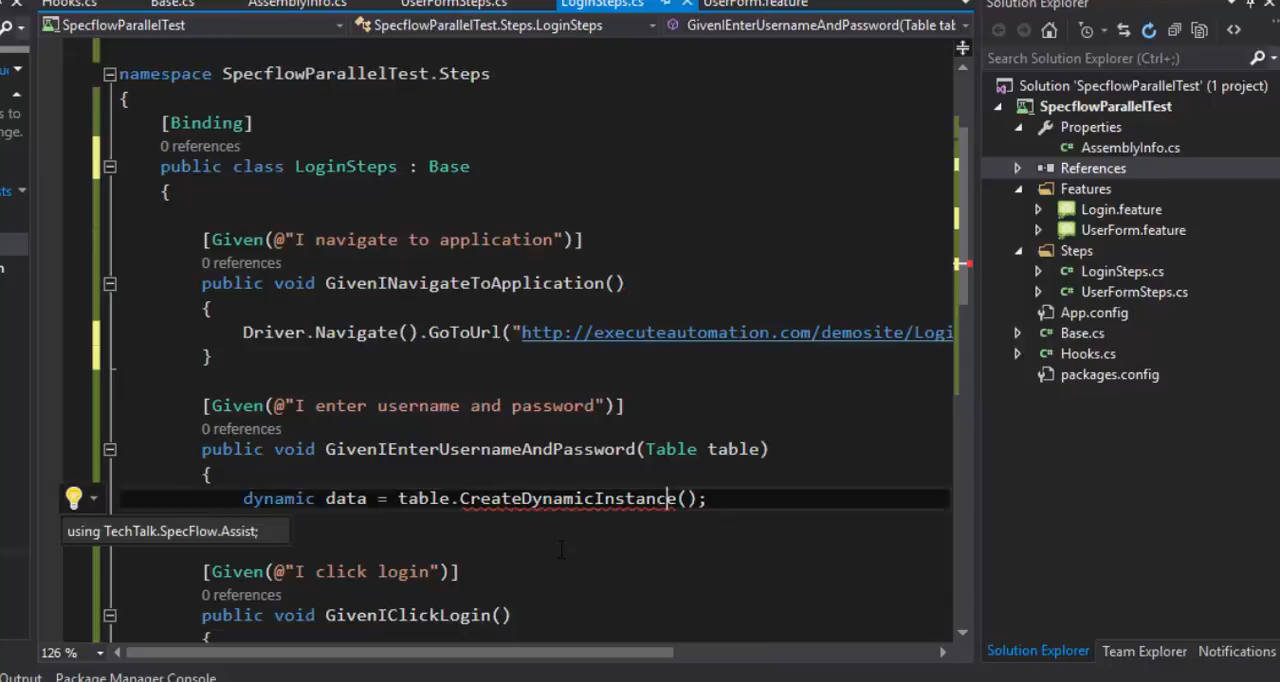 Hooks.cs Base.cs AssemblyInfo.cs UserFormSteps.cs LoginSteps.cs UserForm.feature
SpecflowParallelTest SpecflowParallelTest.Steps.LoginSteps GivenIEnterUsernameAndPassword(Table tab
namespace SpecflowParallelTest.Steps
{
[Binding]
0 references
public class LoginSteps : Base
{
[Given(@"I navigate to application")]
0 references
public void GivenINavigateToApplication()
{
Driver.Navigate().GoToUrl("http://executeautomation.com/demosite/Logi
}
[Given(@"I enter username and password")]
0 references
public void GivenIEnterUsernameAndPassword(Table table)
{
dynamic data = table.CreateDynamicInstance();
using TechTalk.SpecFlow.Assist;
[Given(@"I click login")]
0 references
public void GivenIClickLogin()
{
126 %
Output Package Manager Console
Solution Explorer
Search Solution Explorer (Ctrl+;)
Solution 'SpecflowParallelTest' (1 project)
SpecflowParallelTest
Properties
AssemblyInfo.cs
References
Features
Login.feature
UserForm.feature
Steps
LoginSteps.cs
UserFormSteps.cs
App.config
Base.cs
Hooks.cs
packages.config
Solution Explorer Team Explorer Notifications